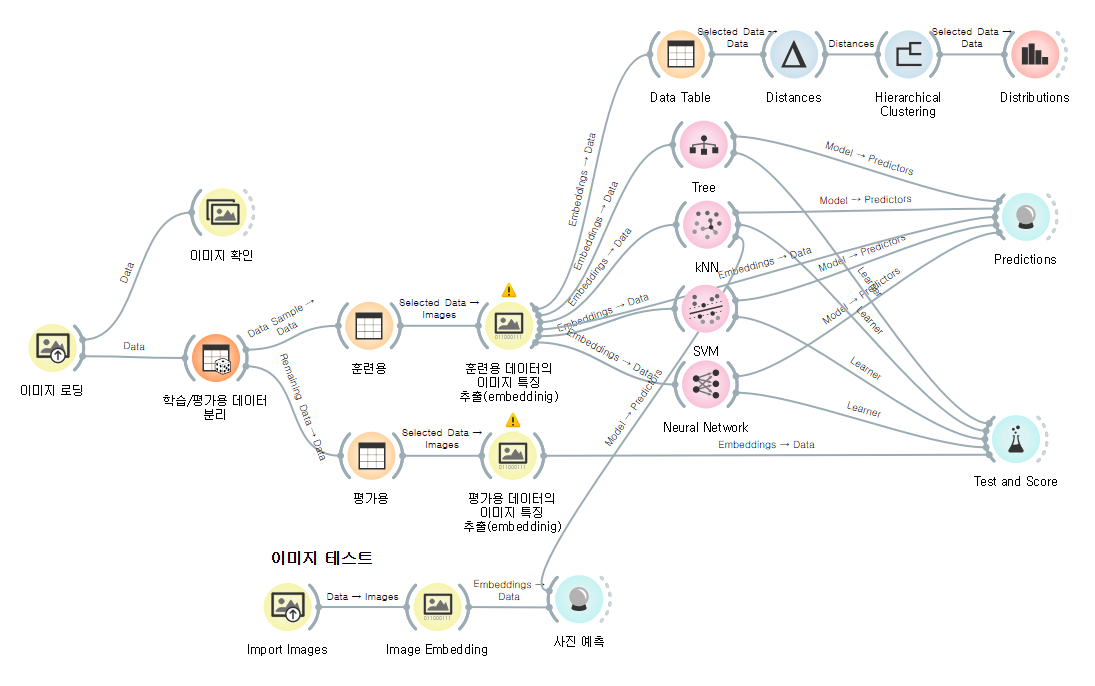 Selected Data → Data
Distances
Selected Data → Data
Data Table
Distances
Hierarchical Clustering
Distributions
Embeddings → Data
Tree
Model → Predictors
Embeddings → Data
이미지 확인
Data
kNN
Model → Predictors
Embeddings → Data
Embeddings → Data
Model → Predictors
Predictions
Learner
Model → Predictors
Data Sample → Data
Selected Data → Images
Embeddings → Data
Learner
SVM
Data
이미지 로딩
학습/평가용 데이터
분리
훈련용
011000111
훈련용 데이터의
이미지 특징
추출(embeddinig)
Embeddings → Data
Learner
Neural Network
Learner
Remaining Data → Data
Model → Predictors
Selected Data → Images
Embeddings → Data
평가용
011000111
평가용 데이터의
이미지 특징
추출(embeddinig)
Test and Score
이미지 테스트
Data → Images
Embeddings → Data
011000111
Import Images
Image Embedding
사진 예측